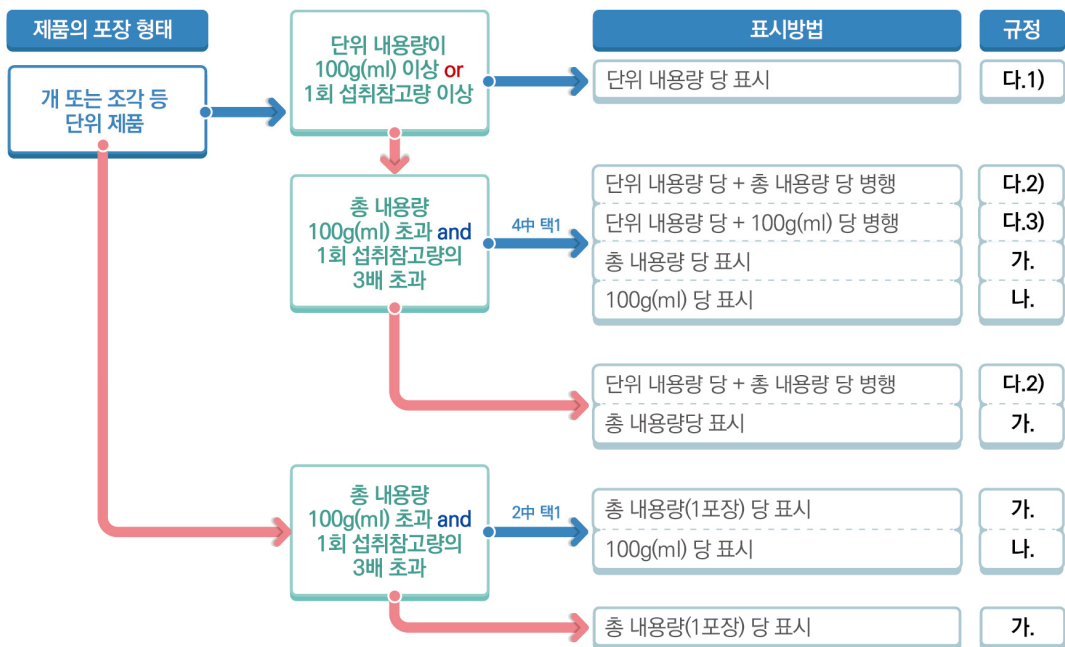 제품의 포장 형태
개 또는 조각 등
단위 제품
단위 내용량이
100g(ml) 이상 or
1회 섭취참고량 이상
표시방법
규정
단위 내용량 당 표시
다.1)
총 내용량
100g(ml) 초과 and
1회 섭취참고량의
3배 초과
4中 택1
단위 내용량 당 + 총 내용량 당 병행
다.2)
단위 내용량 당 + 100g(ml) 당 병행
다.3)
총 내용량 당 표시
가.
100g(ml) 당 표시
나.
단위 내용량 당 + 총 내용량 당 병행
다.2)
총 내용량당 표시
가.
총 내용량
100g(ml) 초과 and
1회 섭취참고량의
3배 초과
2中 택1
총 내용량(1포장) 당 표시
가.
100g(ml) 당 표시
나.
총 내용량(1포장) 당 표시
가.